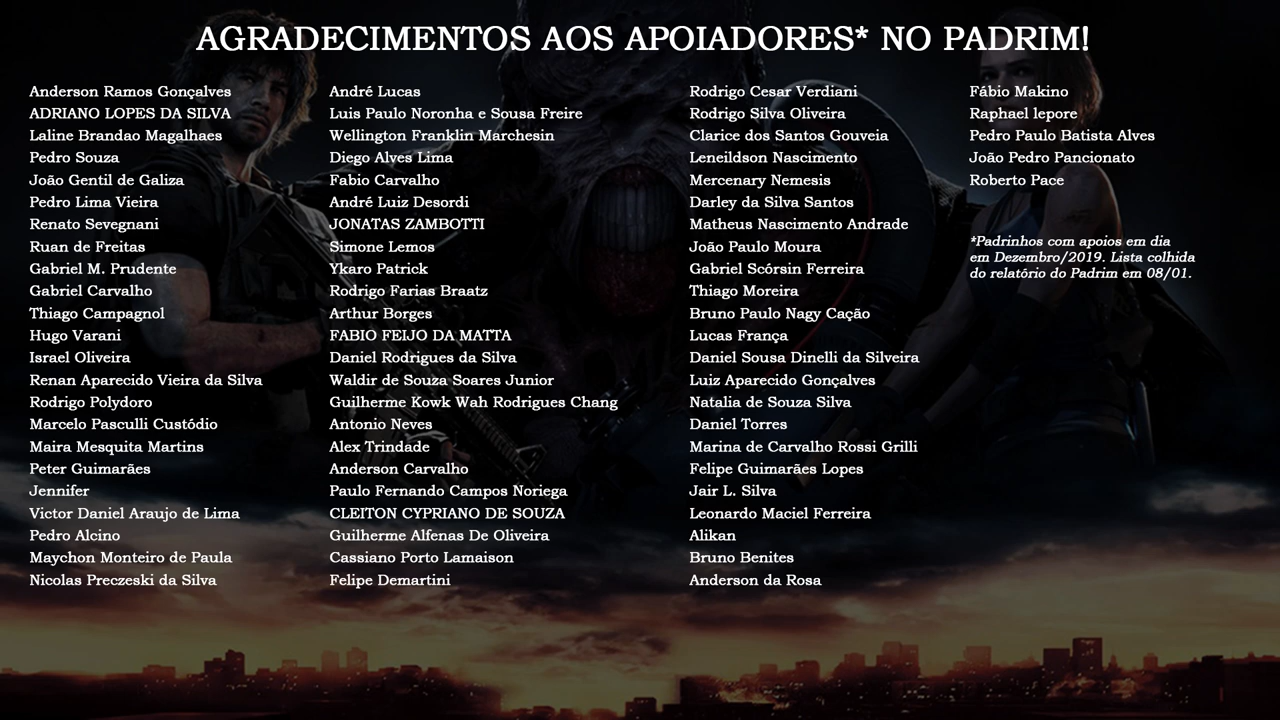 AGRADECIMENTOS AOS APOIADORES* NO PADRIM!
Anderson Ramos Gonçalves
ADRIANO LOPES DA SILVA
Laline Brandao Magalhaes
Pedro Souza
João Gentil de Galiza
Pedro Lima Vieira
Renato Sevegnani
Ruan de Freitas
Gabriel M. Prudente
Gabriel Carvalho
Thiago Campagnol
Hugo Varani
Israel Oliveira
Renan Aparecido Vieira da Silva
Rodrigo Polydoro
Marcelo Pasculli Custódio
Maira Mesquita Martins
Peter Guimarães
Jennifer
Victor Daniel Araujo de Lima
Pedro Alcino
Maychon Monteiro de Paula
Nicolas Preczeski da Silva
André Lucas
Luis Paulo Noronha e Sousa Freire
Wellington Franklin Marchesin
Diego Alves Lima
Fabio Carvalho
André Luiz Desordi
JONATAS ZAMBOTTI
Simone Lemos
Ykaro Patrick
Rodrigo Farias Braatz
Arthur Borges
FABIO FEIJO DA MATTA
Daniel Rodrigues da Silva
Waldir de Souza Soares Junior
Guilherme Kowk Wah Rodrigues Chang
Antonio Neves
Alex Trindade
Anderson Carvalho
Paulo Fernando Campos Noriega
CLEITON CYPRIANO DE SOUZA
Guilherme Alfenas De Oliveira
Cassiano Porto Lamaison
Felipe Demartini
Rodrigo Cesar Verdiani
Rodrigo Silva Oliveira
Clarice dos Santos Gouveia
Leneildson Nascimento
Mercenary Nemesis
Darley da Silva Santos
Matheus Nascimento Andrade
João Paulo Moura
Gabriel Scórsin Ferreira
Thiago Moreira
Bruno Paulo Nagy Cação
Lucas França
Daniel Sousa Dinelli da Silveira
Luiz Aparecido Gonçalves
Natalia de Souza Silva
Daniel Torres
Marina de Carvalho Rossi Grilli
Felipe Guimarães Lopes
Jair L. Silva
Leonardo Maciel Ferreira
Alikan
Bruno Benites
Anderson da Rosa
Fábio Makino
Raphael lepore
Pedro Paulo Batista Alves
João Pedro Pancionato
Roberto Pace
*Padrinhos com apoios em dia
em Dezembro/2019. Lista colhida
do relatório do Padrim em 08/01.